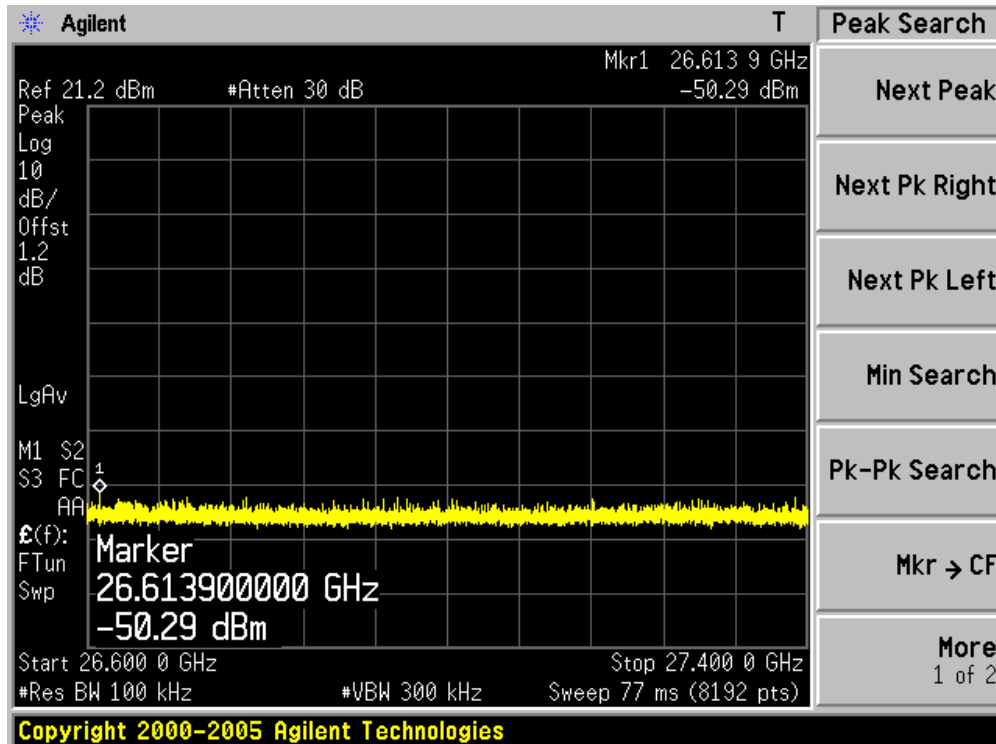 Agilent T Peak Search
Mkr1 26.613 9 GHz
Ref 21.2 dBm #Atten 30 dB -50.29 dBm
Peak
Log
10
dB/
Offst
1.2
dB
LgAv
M1 S2
S3 FC
AA
£(f):
FTun
Swp
1
Marker
26.613900000 GHz
-50.29 dBm
Start 26.600 0 GHz Stop 27.400 0 GHz
#Res BW 100 kHz #VBW 300 kHz Sweep 77 ms (8192 pts)
Copyright 2000-2005 Agilent Technologies
Next Peak
Next Pk Right
Next Pk Left
Min Search
Pk-Pk Search
Mkr → CF
More
1 of 2